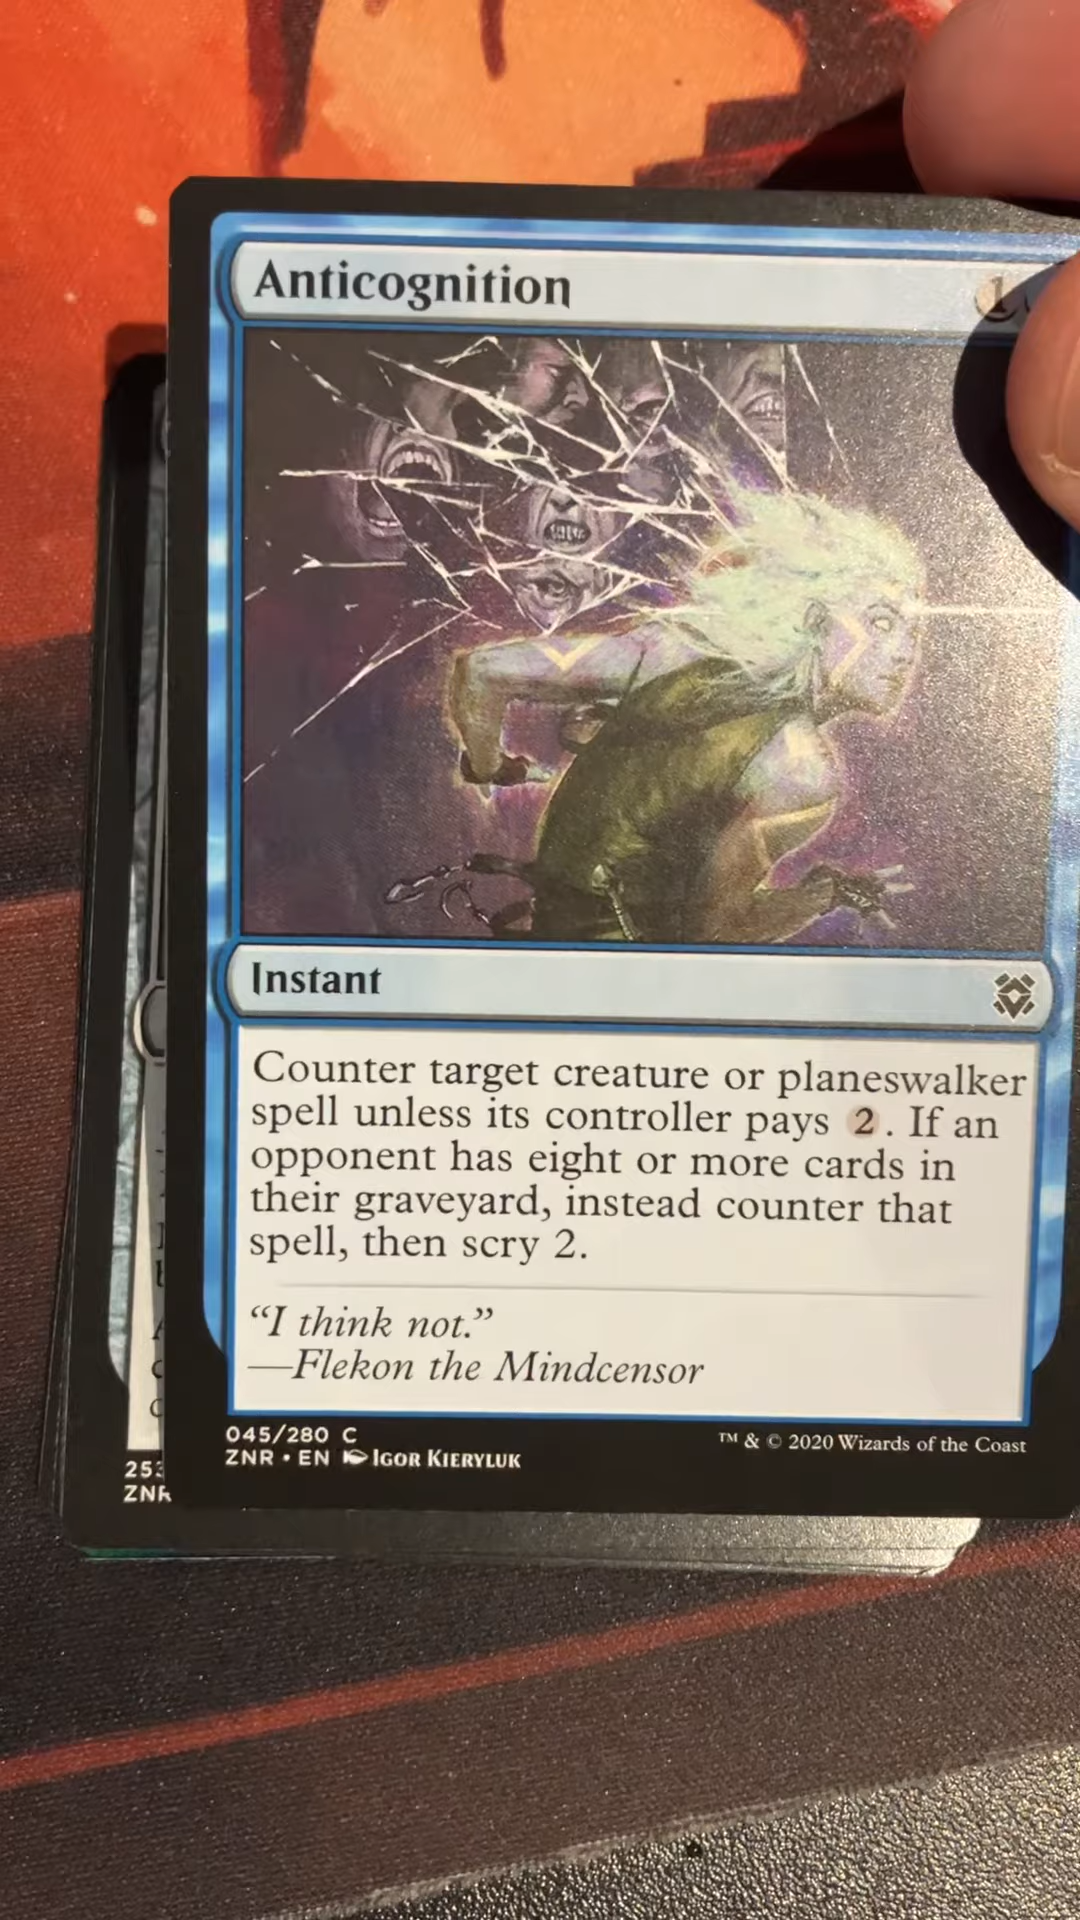 Anticognition
1
Instant
Counter target creature or planeswalker
spell unless its controller pays 2. If an
opponent has eight or more cards in
their graveyard, instead counter that
spell, then scry 2.
“I think not.”
—Flekon the Mindcensor
045/280 C
ZNR • EN IGOR KIERYLUK
™ & © 2020 Wizards of the Coast
253
ZNR